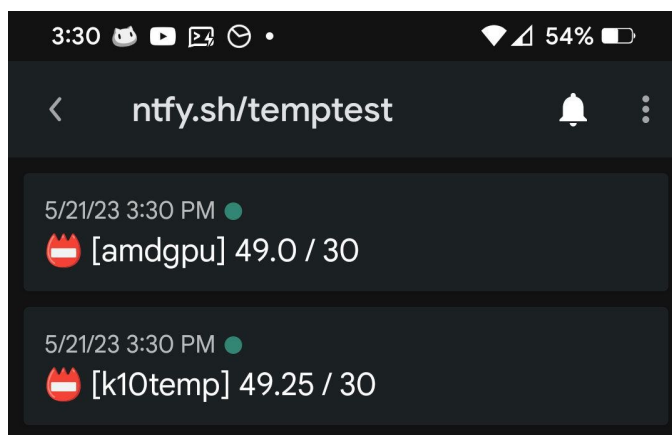 3:30 54%
ntfy.sh/temptest
5/21/23 3:30 PM
[amdgpu] 49.0 / 30
5/21/23 3:30 PM
[k10temp] 49.25 / 30